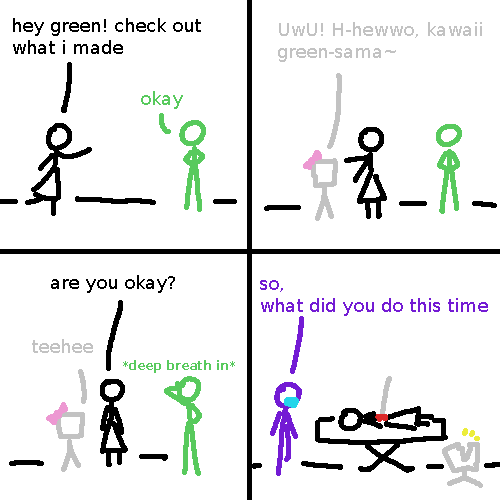 hey green! check out
what i made
okay
UwU! H-hewwo, kawaii
green-sama~
are you okay?
teehee
*deep breath in*
so,
what did you do this time